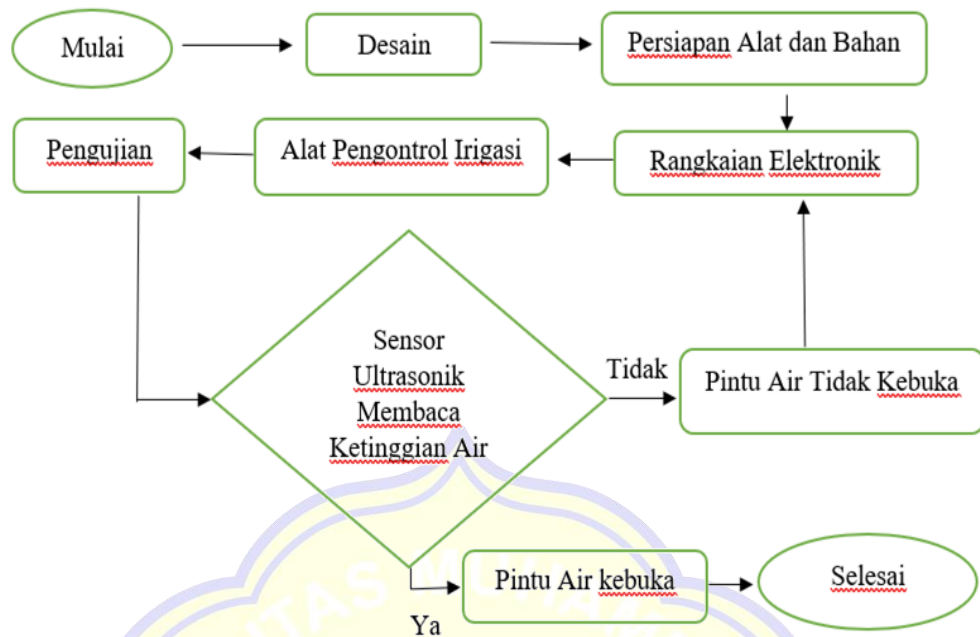 Mulai
Desain
Persiapan Alat dan Bahan
Pengujian
Alat Pengontrol Irigasi
Rangkaian Elektronik
Sensor
Ultrasonik
Membaca
Ketinggian Air
Tidak
Pintu Air Tidak Kebuka
Pintu Air kebuka
Selesai
Ya